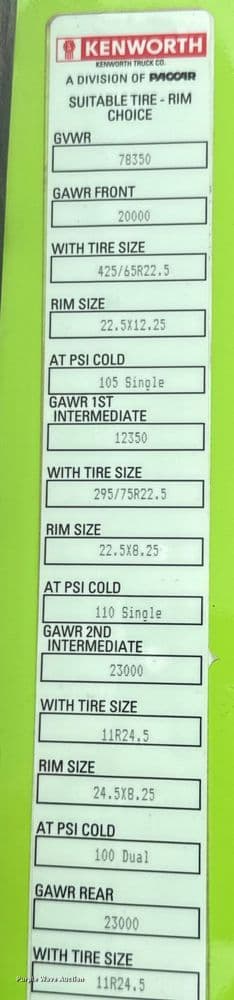 KENWORTH
KENWORTH TRUCK CO.
A DIVISION OF PACCAR
SUITABLE TIRE - RIM
CHOICE
GVWR
78350
GAWR FRONT
20000
WITH TIRE SIZE
425/65R22.5
RIM SIZE
22.5X12.25
AT PSI COLD
105 Single
GAWR 1ST
INTERMEDIATE
12350
WITH TIRE SIZE
295/75R22.5
RIM SIZE
22.5X8.25
AT PSI COLD
110 Single
GAWR 2ND
INTERMEDIATE
23000
WITH TIRE SIZE
11R24.5
RIM SIZE
24.5X8.25
AT PSI COLD
100 Dual
GAWR REAR
23000
WITH TIRE SIZE
Purple Wave Auction
11R24.5